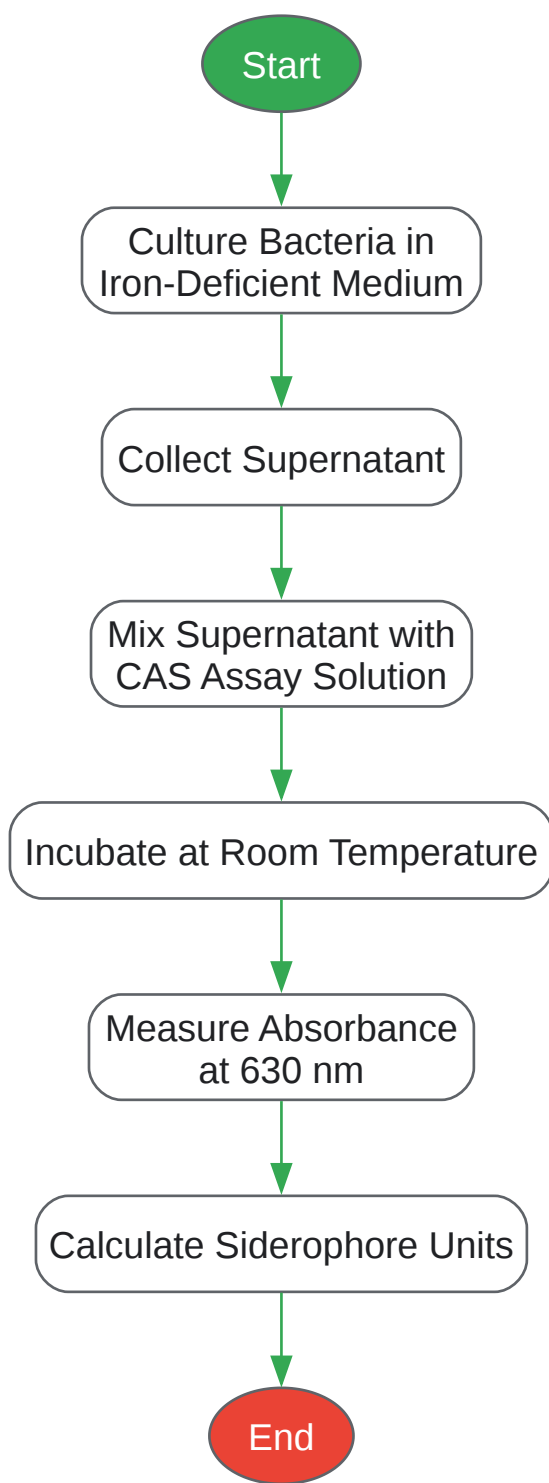 Start
Culture Bacteria in
Iron-Deficient Medium
Collect Supernatant
Mix Supernatant with
CAS Assay Solution
Incubate at Room Temperature
Measure Absorbance
at 630 nm
Calculate Siderophore Units
End